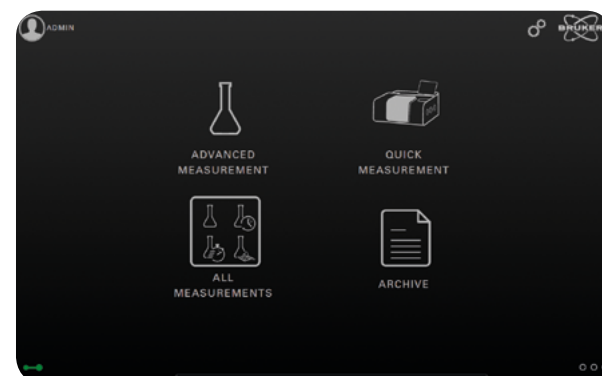 ADMIN
BRUKER
ADVANCED
MEASUREMENT
QUICK
MEASUREMENT
ALL
MEASUREMENTS
ARCHIVE